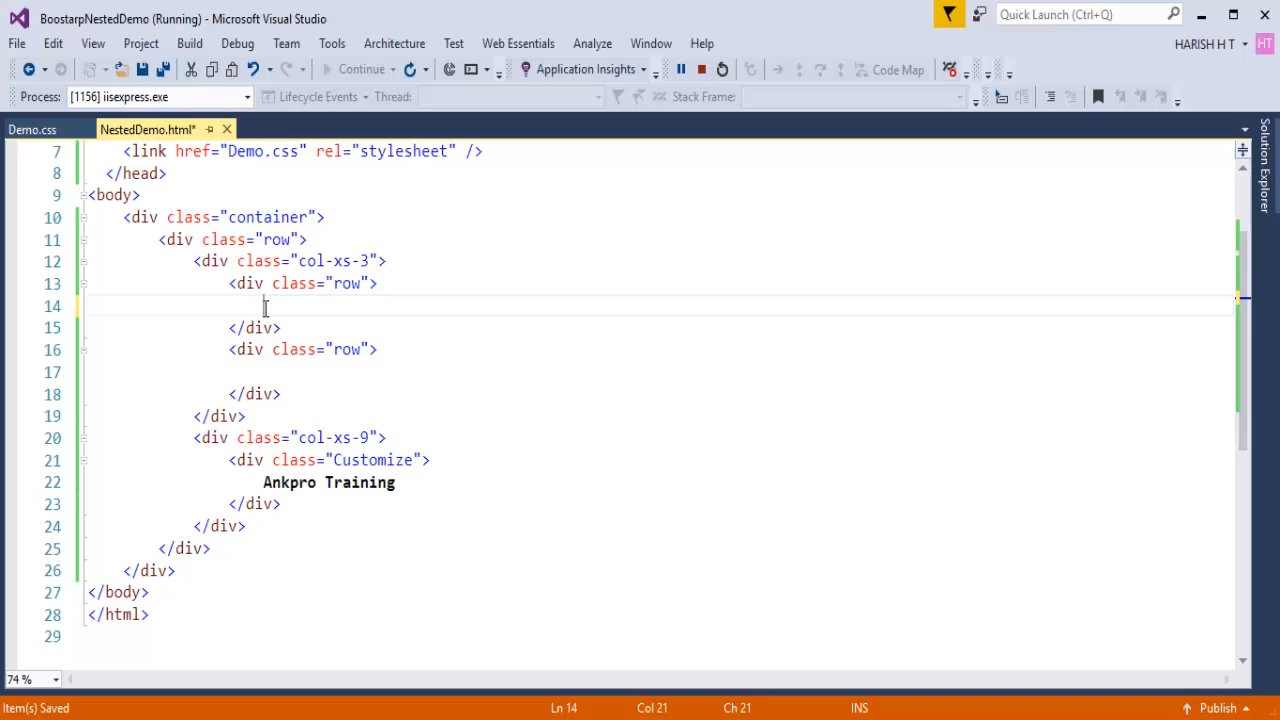 BoostarpNestedDemo (Running) - Microsoft Visual Studio
Quick Launch (Ctrl+Q)
File Edit View Project Build Debug Team Tools Architecture Test Web Essentials Analyze Window Help
HARISH H T HT
Continue Application Insights Code Map
Process: [1156] iisexpress.exe Lifecycle Events Thread: Stack Frame:
Demo.css NestedDemo.html*
Solution Explorer
7 <link href="Demo.css" rel="stylesheet" />
8 </head>
9 <body>
10 <div class="container">
11 <div class="row">
12 <div class="col-xs-3">
13 <div class="row">
14
15 </div>
16 <div class="row">
17
18 </div>
19 </div>
20 <div class="col-xs-9">
21 <div class="Customize">
22 Ankpro Training
23 </div>
24 </div>
25 </div>
26 </div>
27 </body>
28 </html>
29
74 %
Item(s) Saved Ln 14 Col 21 Ch 21 INS Publish